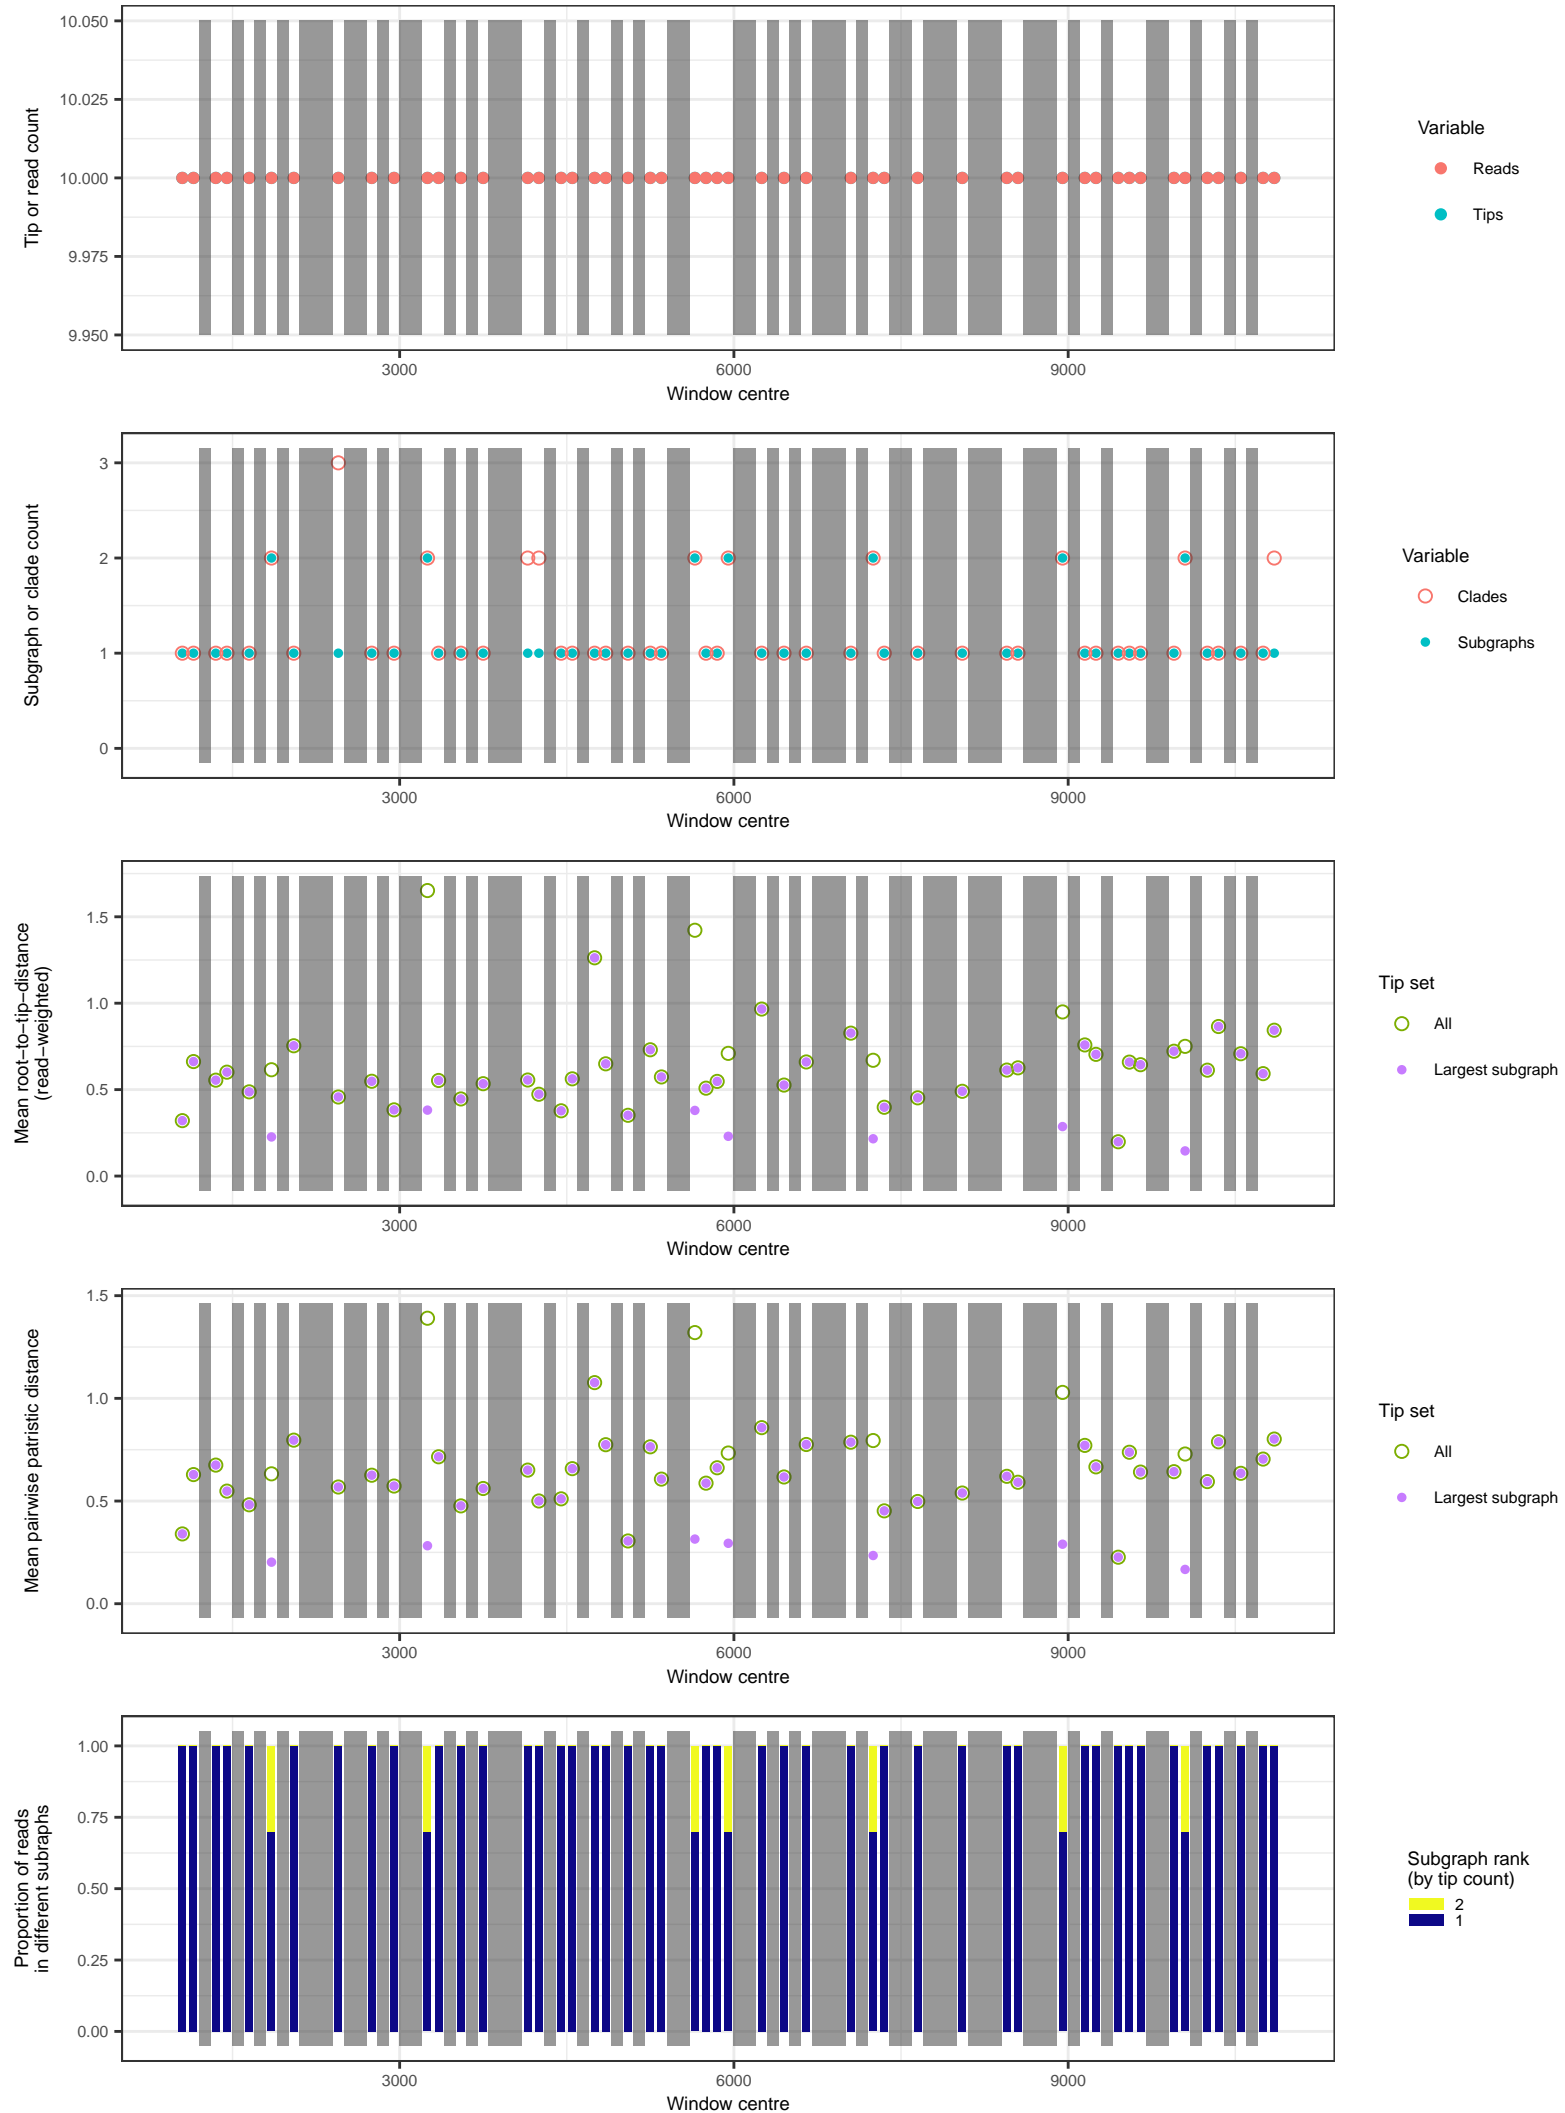 10.050
10.025
10.000
9.975
9.950
Tip or read count
3000
6000
9000
Window centre
Variable
Reads
Tips
3
2
1
0
Subgraph or clade count
3000
6000
9000
Window centre
Variable
Clades
Subgraphs
1.5
1.0
0.5
0.0
Mean root−to−tip−distance
(read−weighted)
3000
6000
9000
Window centre
Tip set
All
Largest subgraph
1.5
1.0
0.5
0.0
Mean pairwise patristic distance
3000
6000
9000
Window centre
Tip set
All
Largest subgraph
1.00
0.75
0.50
0.25
0.00
Proportion of reads
in different subraphs
3000
6000
9000
Window centre
Subgraph rank
(by tip count)
2
1